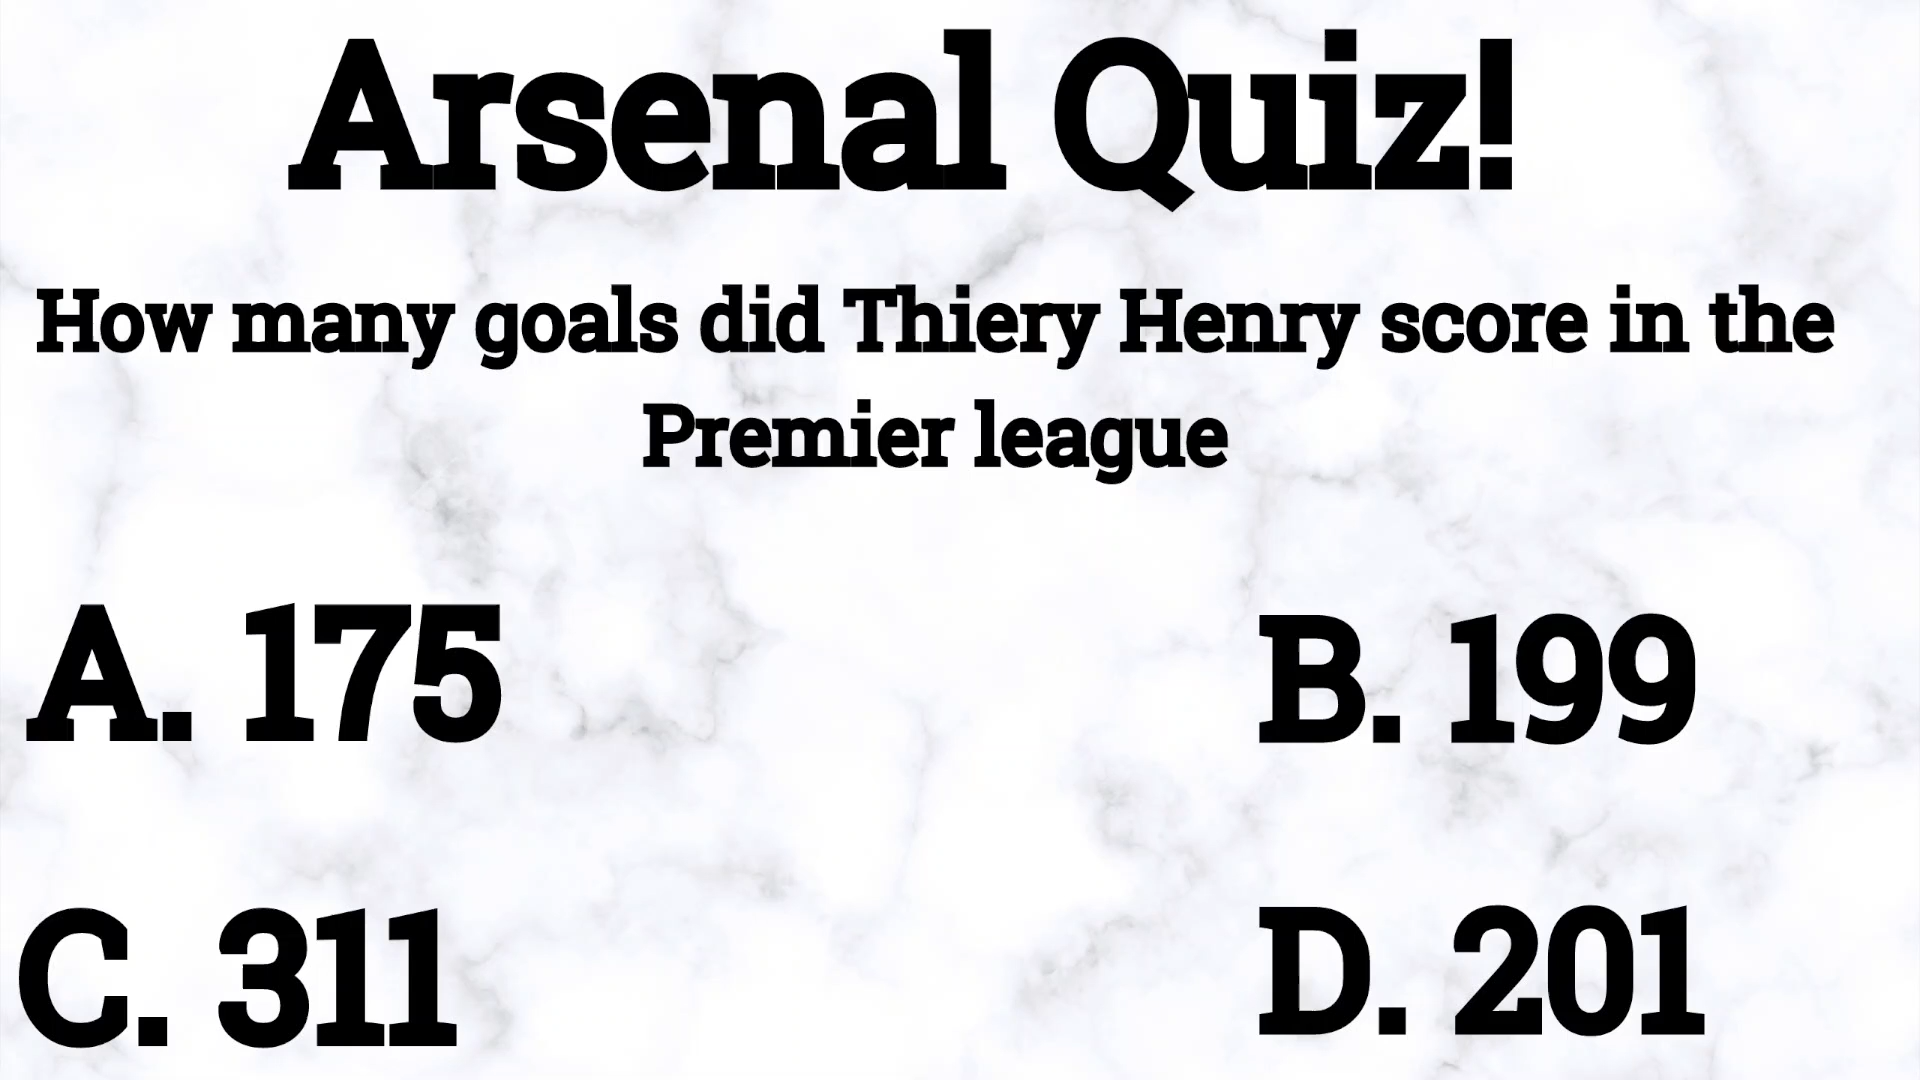 Arsenal Quiz!
How many goals did Thiery Henry score in the
Premier league
A. 175
B. 199
C. 311
D. 201